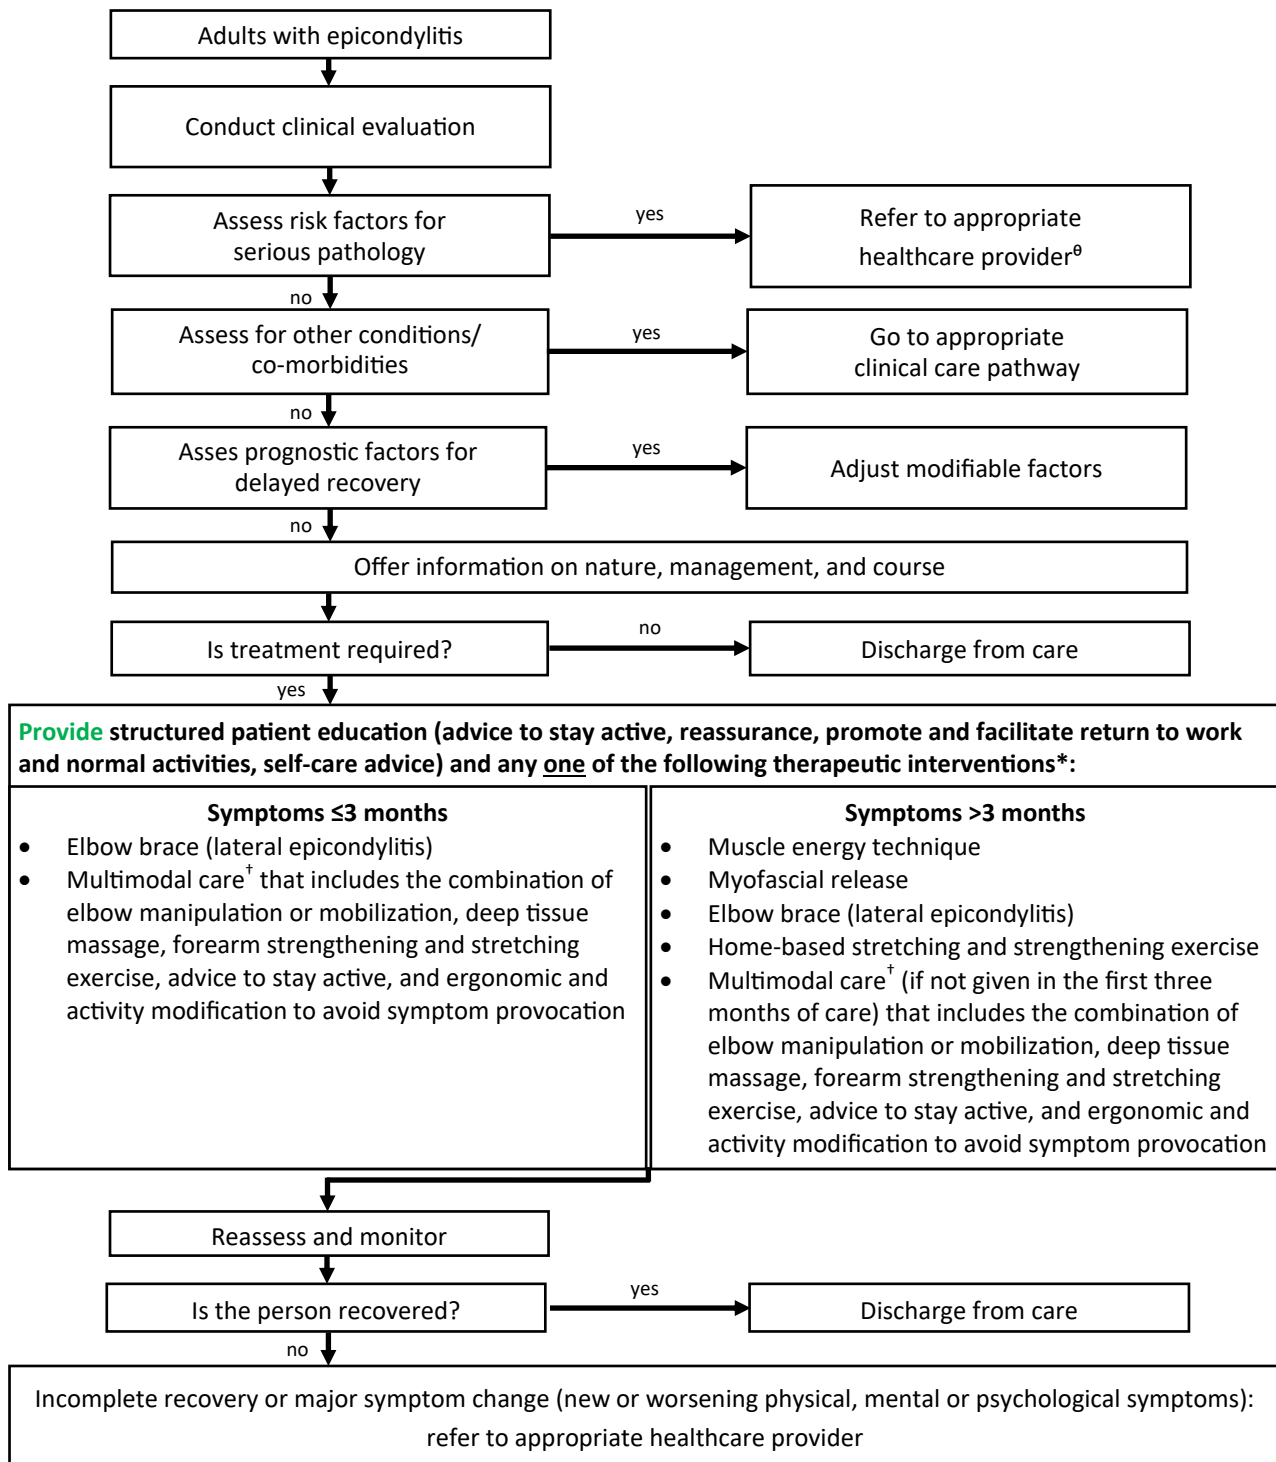 Adults with epicondylitis
Conduct clinical evaluation
Assess risk factors for
serious pathology
yes
Refer to appropriate
healthcare providerᶿ
no
Assess for other conditions/
co-morbidities
yes
Go to appropriate
clinical care pathway
no
Asses prognostic factors for
delayed recovery
yes
Adjust modifiable factors
no
Offer information on nature, management, and course
Is treatment required?
no
Discharge from care
yes
Provide structured patient education (advice to stay active, reassurance, promote and facilitate return to work
and normal activities, self-care advice) and any one of the following therapeutic interventions*:
Symptoms ≤3 months
• Elbow brace (lateral epicondylitis)
• Multimodal care† that includes the combination of
elbow manipulation or mobilization, deep tissue
massage, forearm strengthening and stretching
exercise, advice to stay active, and ergonomic and
activity modification to avoid symptom provocation
Symptoms >3 months
• Muscle energy technique
• Myofascial release
• Elbow brace (lateral epicondylitis)
• Home-based stretching and strengthening exercise
• Multimodal care† (if not given in the first three
months of care) that includes the combination of
elbow manipulation or mobilization, deep tissue
massage, forearm strengthening and stretching
exercise, advice to stay active, and ergonomic and
activity modification to avoid symptom provocation
Reassess and monitor
Is the person recovered?
yes
Discharge from care
no
Incomplete recovery or major symptom change (new or worsening physical, mental or psychological symptoms):
refer to appropriate healthcare provider